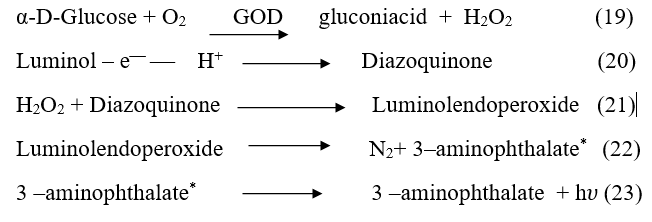 α-D-Glucose + O₂ GOD gluconiacid + H₂O₂ (19)
Luminol – e⁻ — H⁺ Diazoquinone (20)
H₂O₂ + Diazoquinone Luminolendoperoxide (21)
Luminolendoperoxide N₂+ 3–aminophthalate* (22)
3 –aminophthalate* 3 –aminophthalate + hυ (23)